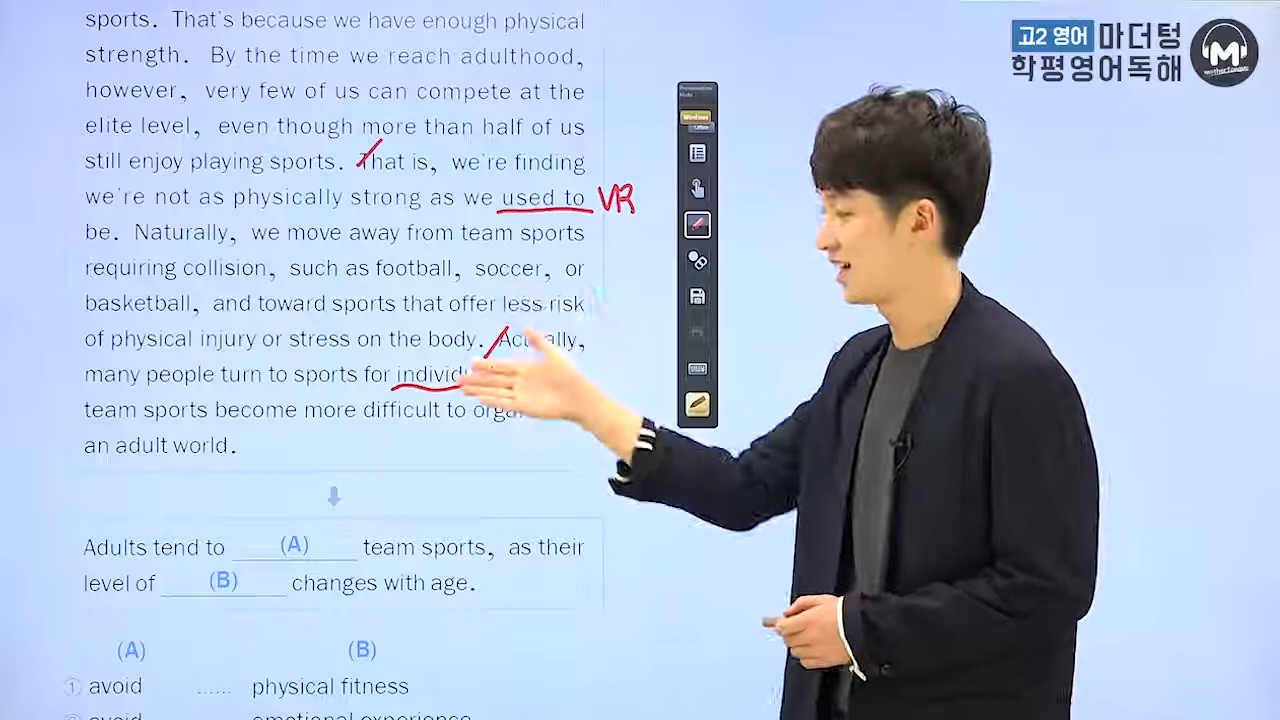 sports. That's because we have enough physical
strength. By the time we reach adulthood,
however, very few of us can compete at the
elite level, even though more than half of us
still enjoy playing sports. That is, we're finding
we're not as physically strong as we used to VR
be. Naturally, we move away from team sports
requiring collision, such as football, soccer, or
basketball, and toward sports that offer less risk
of physical injury or stress on the body. Actually,
many people turn to sports for
team sports become more difficult to
an adult world.
Adults tend to (A) team sports, as their
level of (B) changes with age.
(A) (B)
① avoid ...... physical fitness
avoid emotional experience
고2 영어 마더텅
학평영어독해
M
mother tongue
Windows